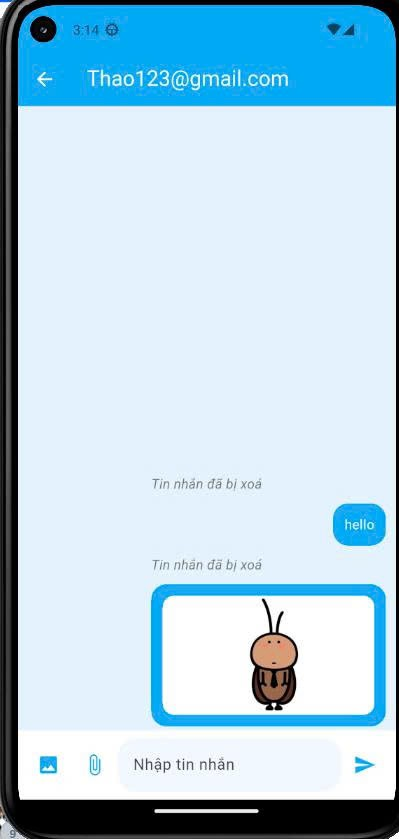 3:14
Thao123@gmail.com
Tin nhắn đã bị xoá
hello
Tin nhắn đã bị xoá
Nhập tin nhắn
9